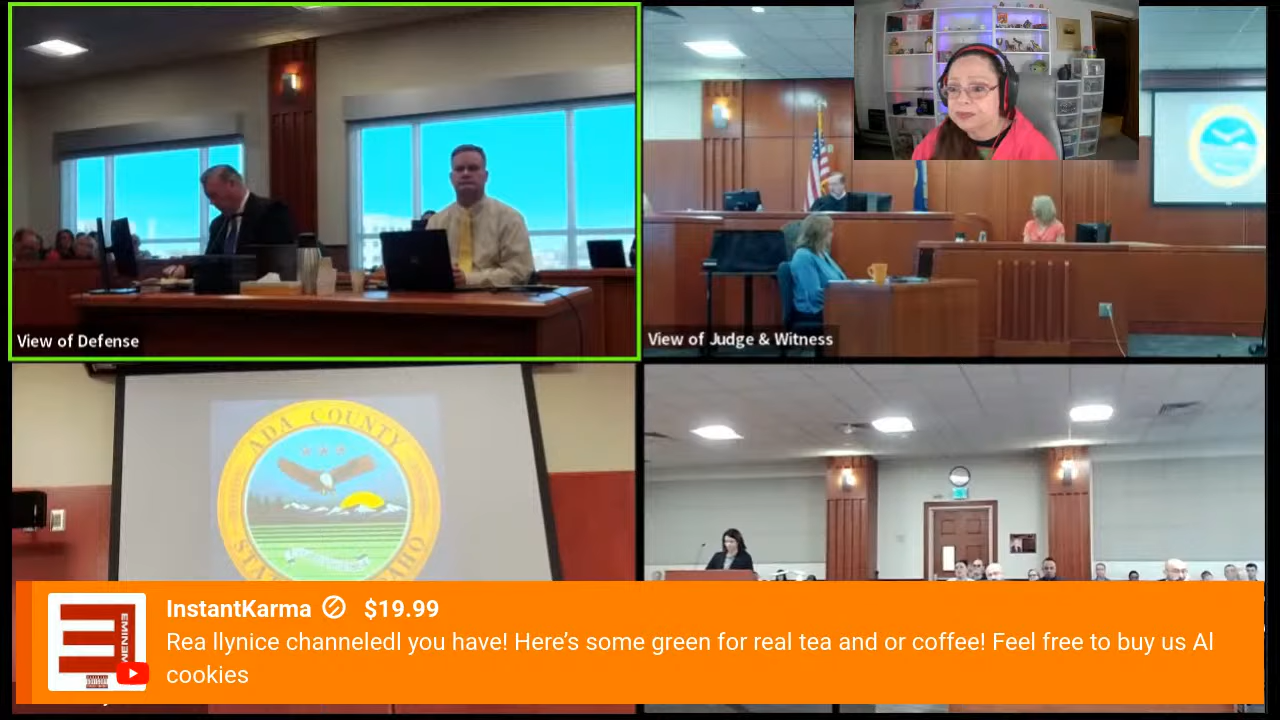 View of Defense
View of Judge & Witness
ADA COUNTY
InstantKarma $19.99
Rea llynice channeledl you have! Here’s some green for real tea and or coffee! Feel free to buy us Al
cookies
EMINEM